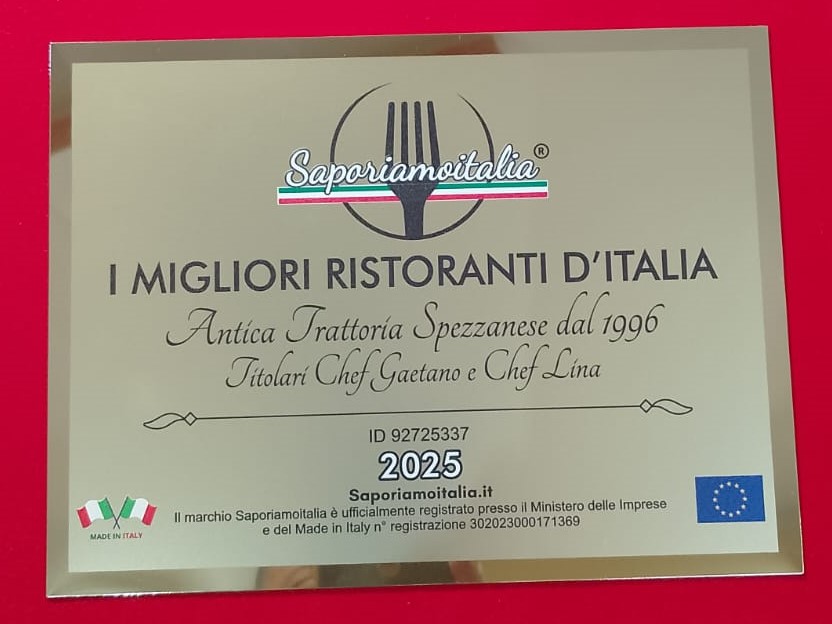 Saporiamoitalia®
I MIGLIORI RISTORANTI D'ITALIA
Antica Trattoria Spezzanese dal 1996
Titolari Chef Gaetano e Chef Lina
ID 92725337
2025
Saporiamoitalia.it
Il marchio Saporiamoitalia è ufficialmente registrato presso il Ministero delle Imprese
e del Made in Italy n° registrazione 302023000171369
MADE IN ITALY